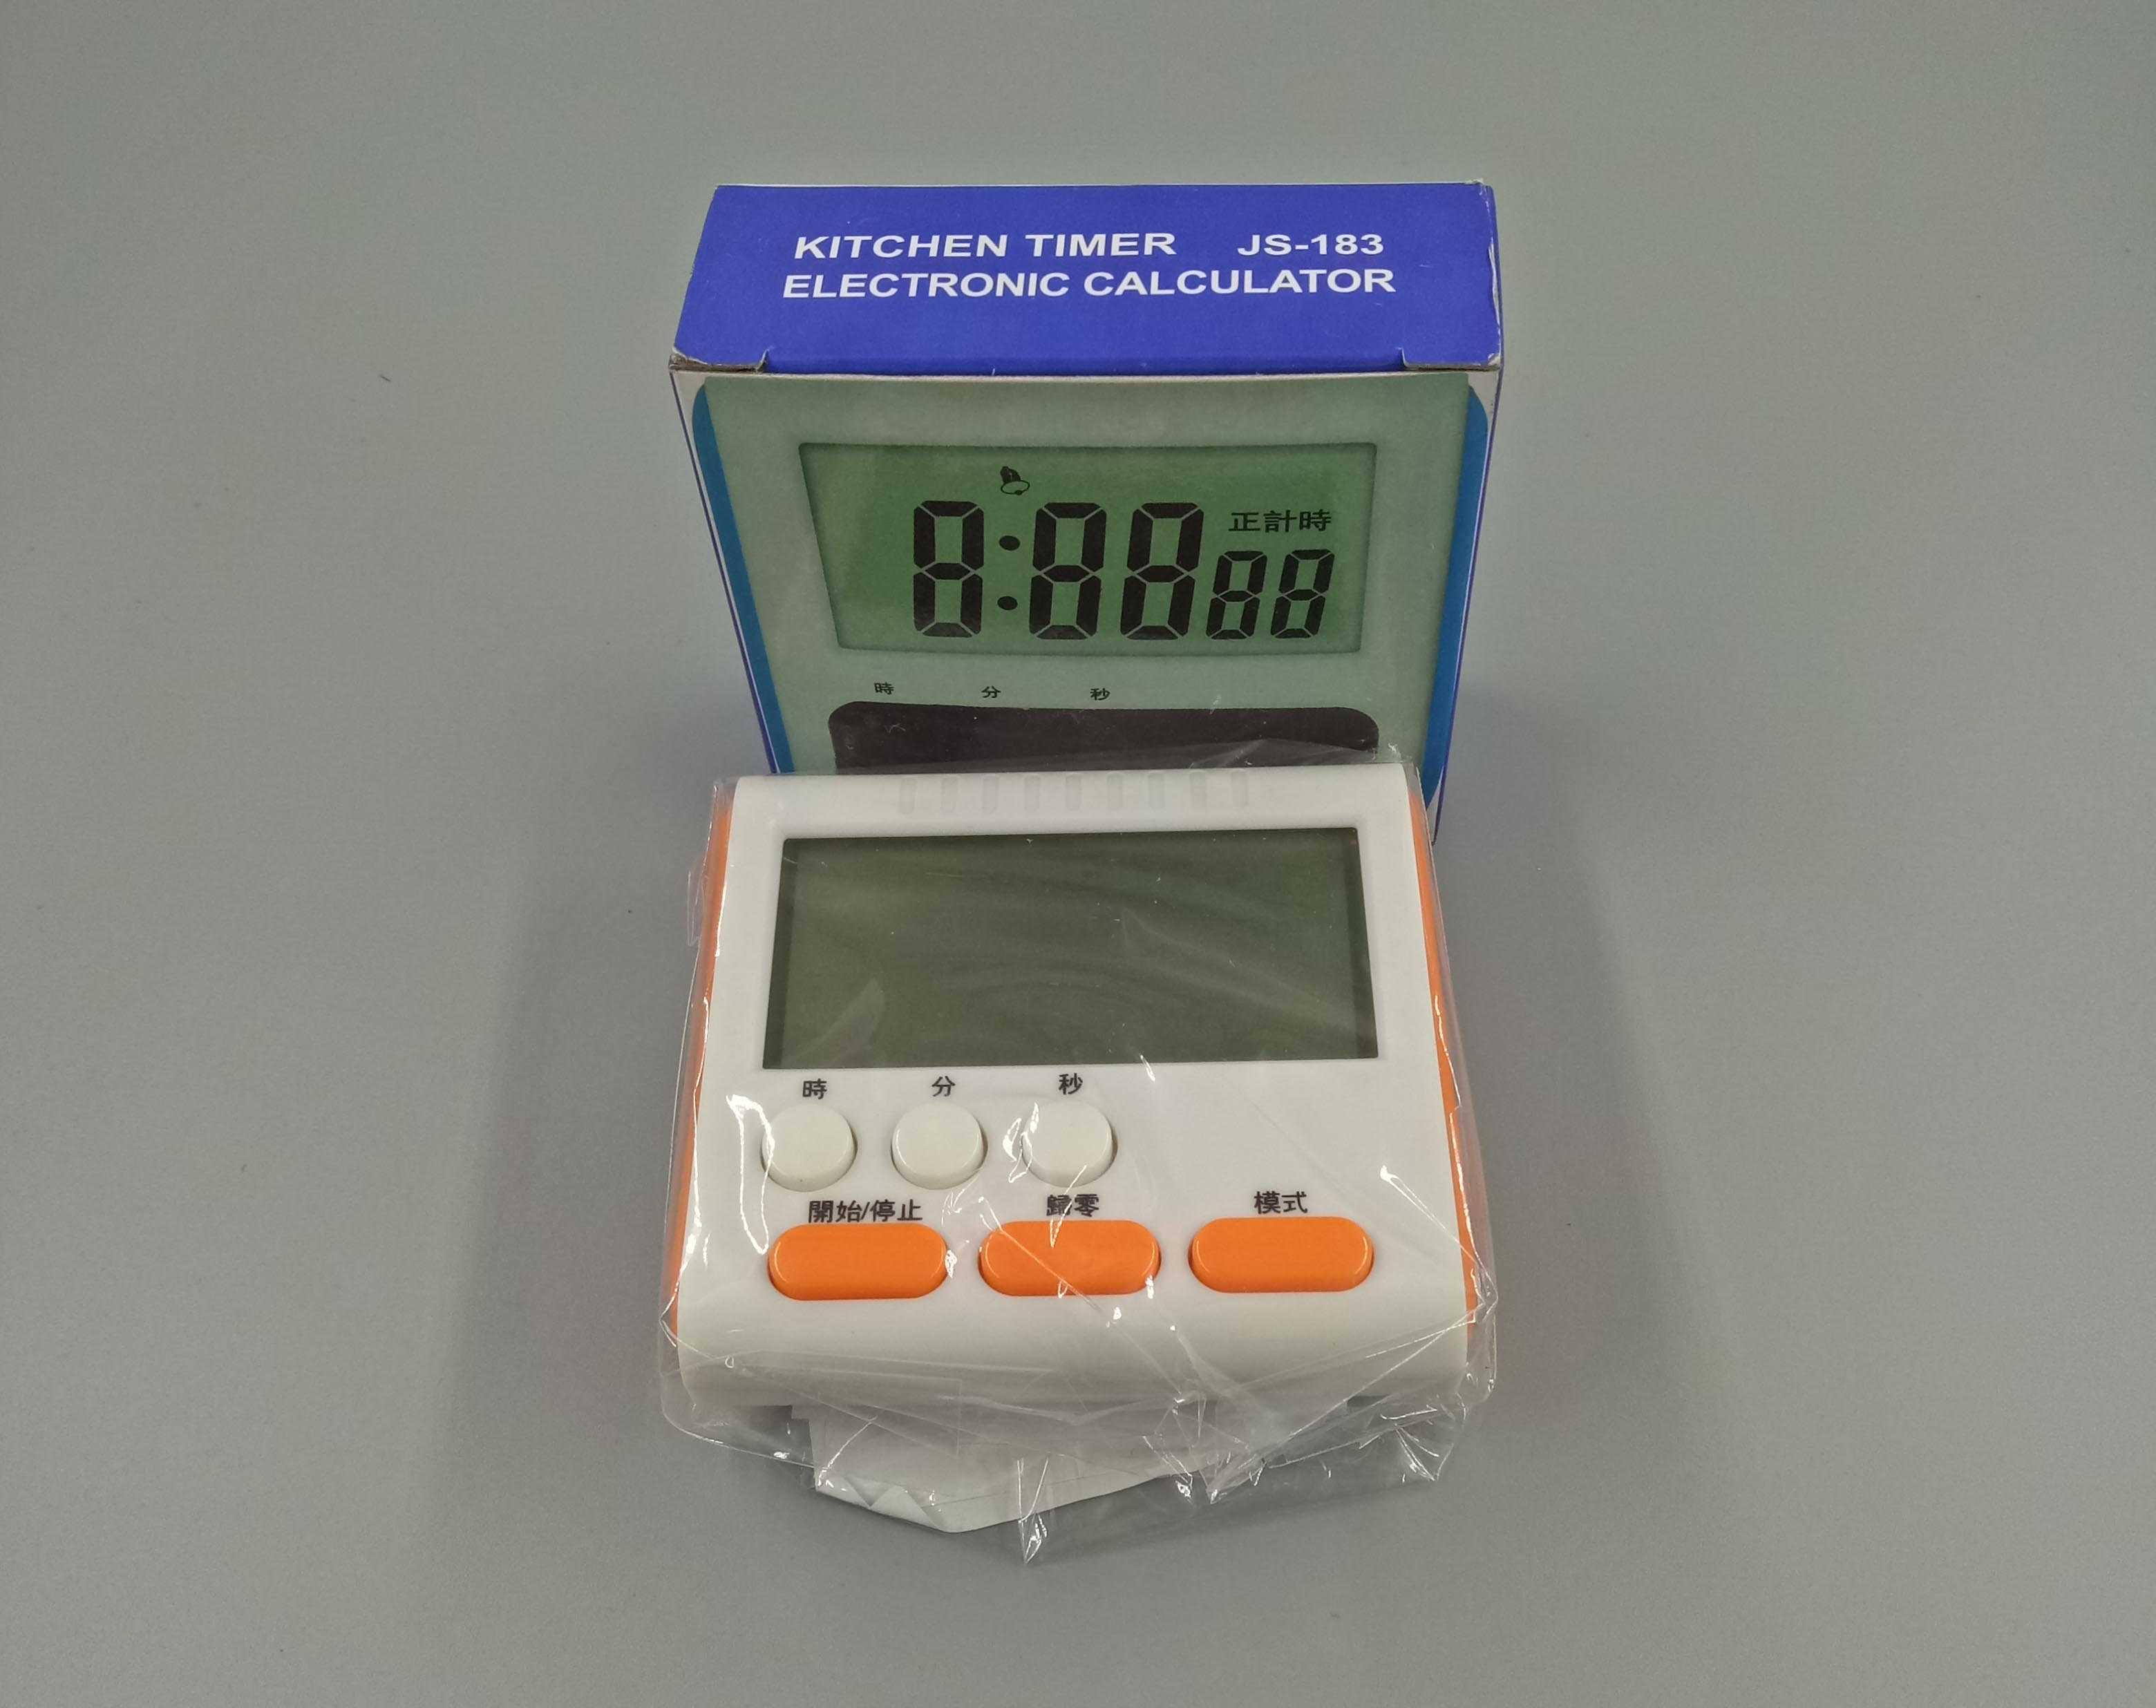 KITCHEN TIMER JS-183
ELECTRONIC CALCULATOR
正計時
8:88 88
時 分 秒
時 分 秒
開始/停止 歸零 模式